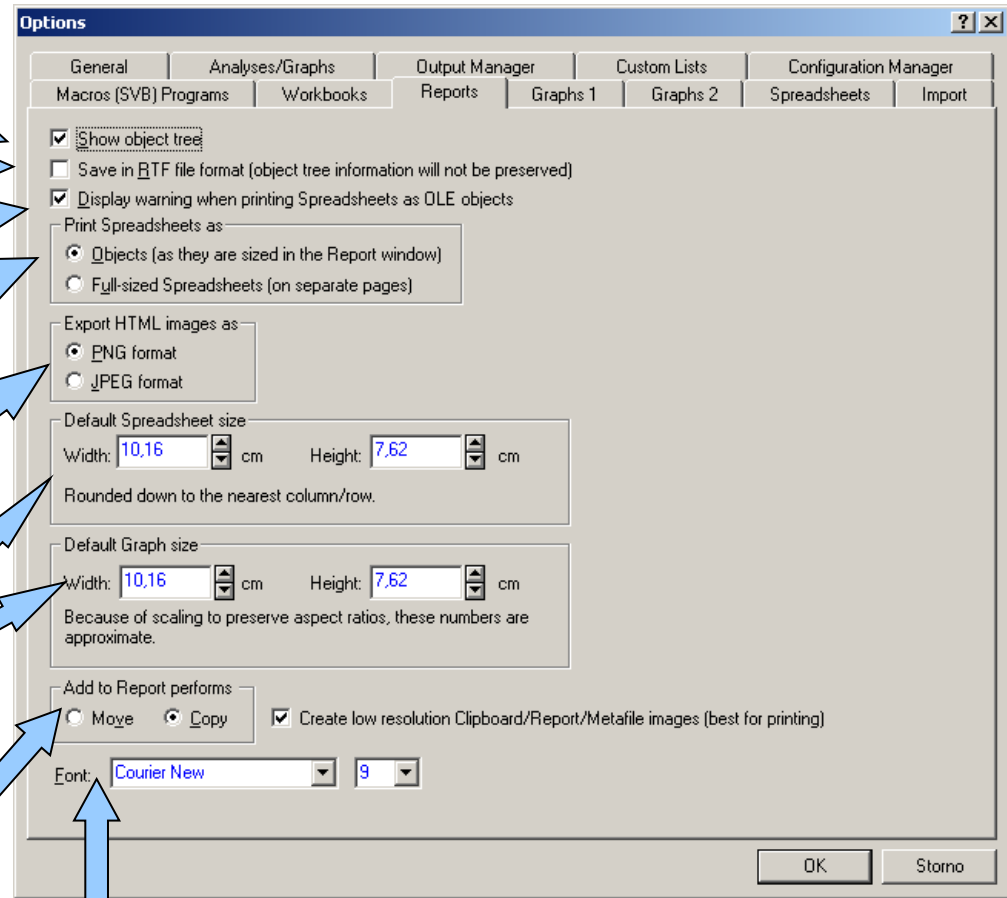 Options
General Analyses/Graphs Output Manager Custom Lists Configuration Manager
Macros (SVB) Programs Workbooks Reports Graphs 1 Graphs 2 Spreadsheets Import
Show object tree
Save in RTF file format (object tree information will not be preserved)
Display warning when printing Spreadsheets as OLE objects
Print Spreadsheets as
Objects (as they are sized in the Report window)
Full-sized Spreadsheets (on separate pages)
Export HTML images as
PNG format
JPEG format
Default Spreadsheet size
Width: 10,16 cm Height: 7,62 cm
Rounded down to the nearest column/row.
Default Graph size
Width: 10,16 cm Height: 7,62 cm
Because of scaling to preserve aspect ratios, these numbers are
approximate.
Add to Report performs
Move Copy Create low resolution Clipboard/Report/Metafile images (best for printing)
Font: Courier New 9
OK Storno